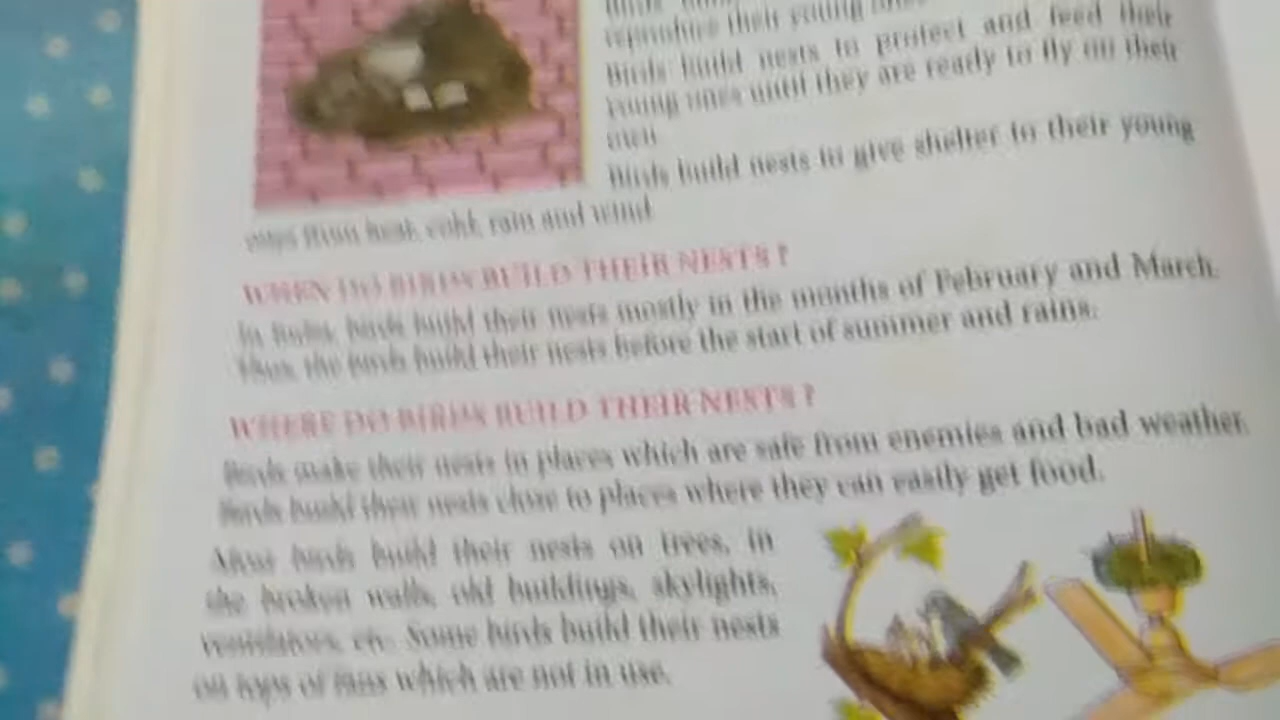 reproduce their young ones
Birds build nests to protect and feed their
young ones until they are ready to fly on their
own.
Birds build nests to give shelter to their young
ones from heat, cold, rain and wind.
WHEN DO BIRDS BUILD THEIR NESTS ?
In India, birds build their nests mostly in the months of February and March.
Thus, the birds build their nests before the start of summer and rains.
WHERE DO BIRDS BUILD THEIR NESTS ?
Birds make their nests in places which are safe from enemies and bad weather.
Birds build their nests close to places where they can easily get food.
Most birds build their nests on trees, in
the broken walls, old buildings, skylights,
ventilators, etc. Some birds build their nests
on tops of fans which are not in use.